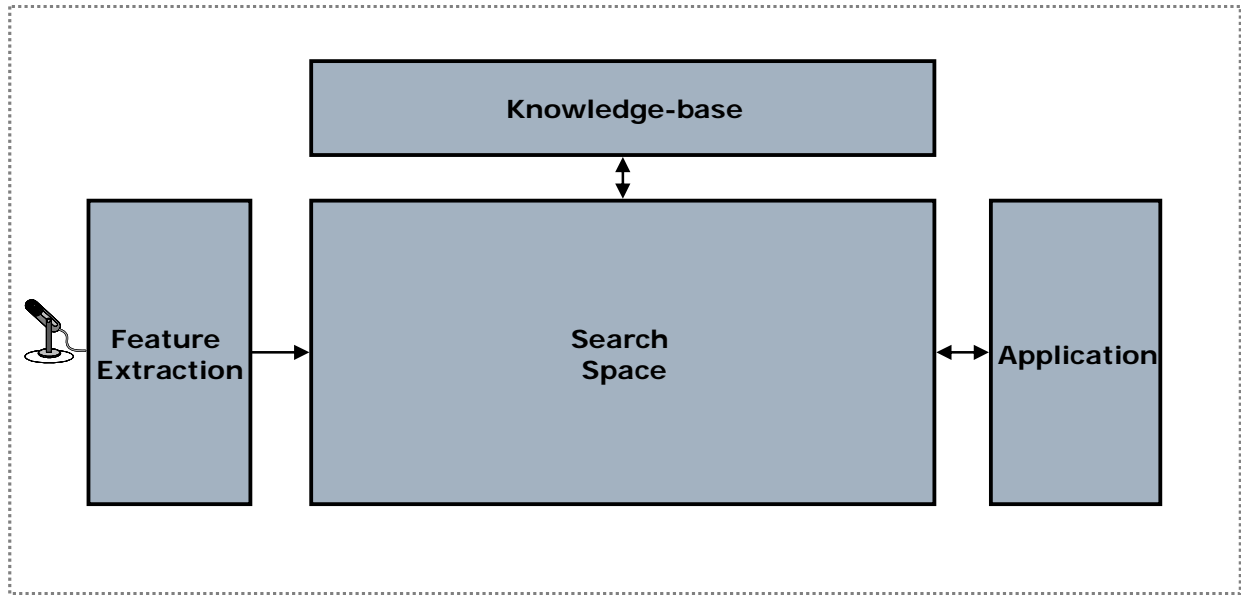 Knowledge-base
Feature
Extraction
Search
Space
Application